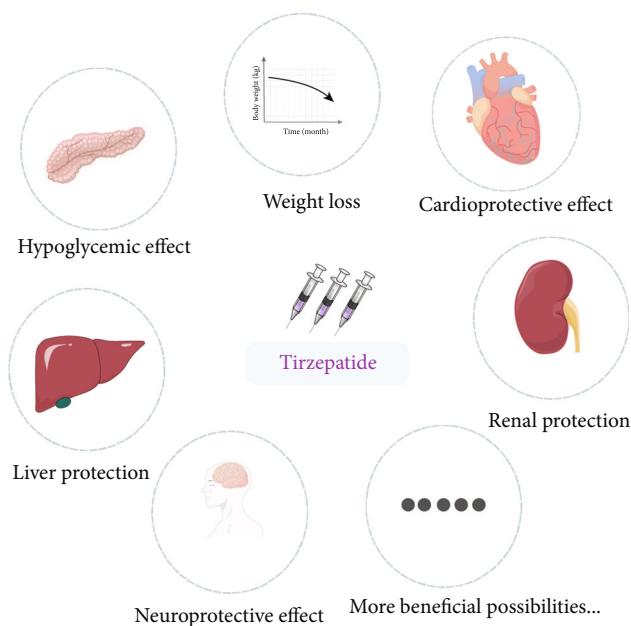 Body weight (kg)
Time (month)
Weight loss
Cardioprotective effect
Hypoglycemic effect
Tirzepatide
Renal protection
Liver protection
Neuroprotective effect
More beneficial possibilities...